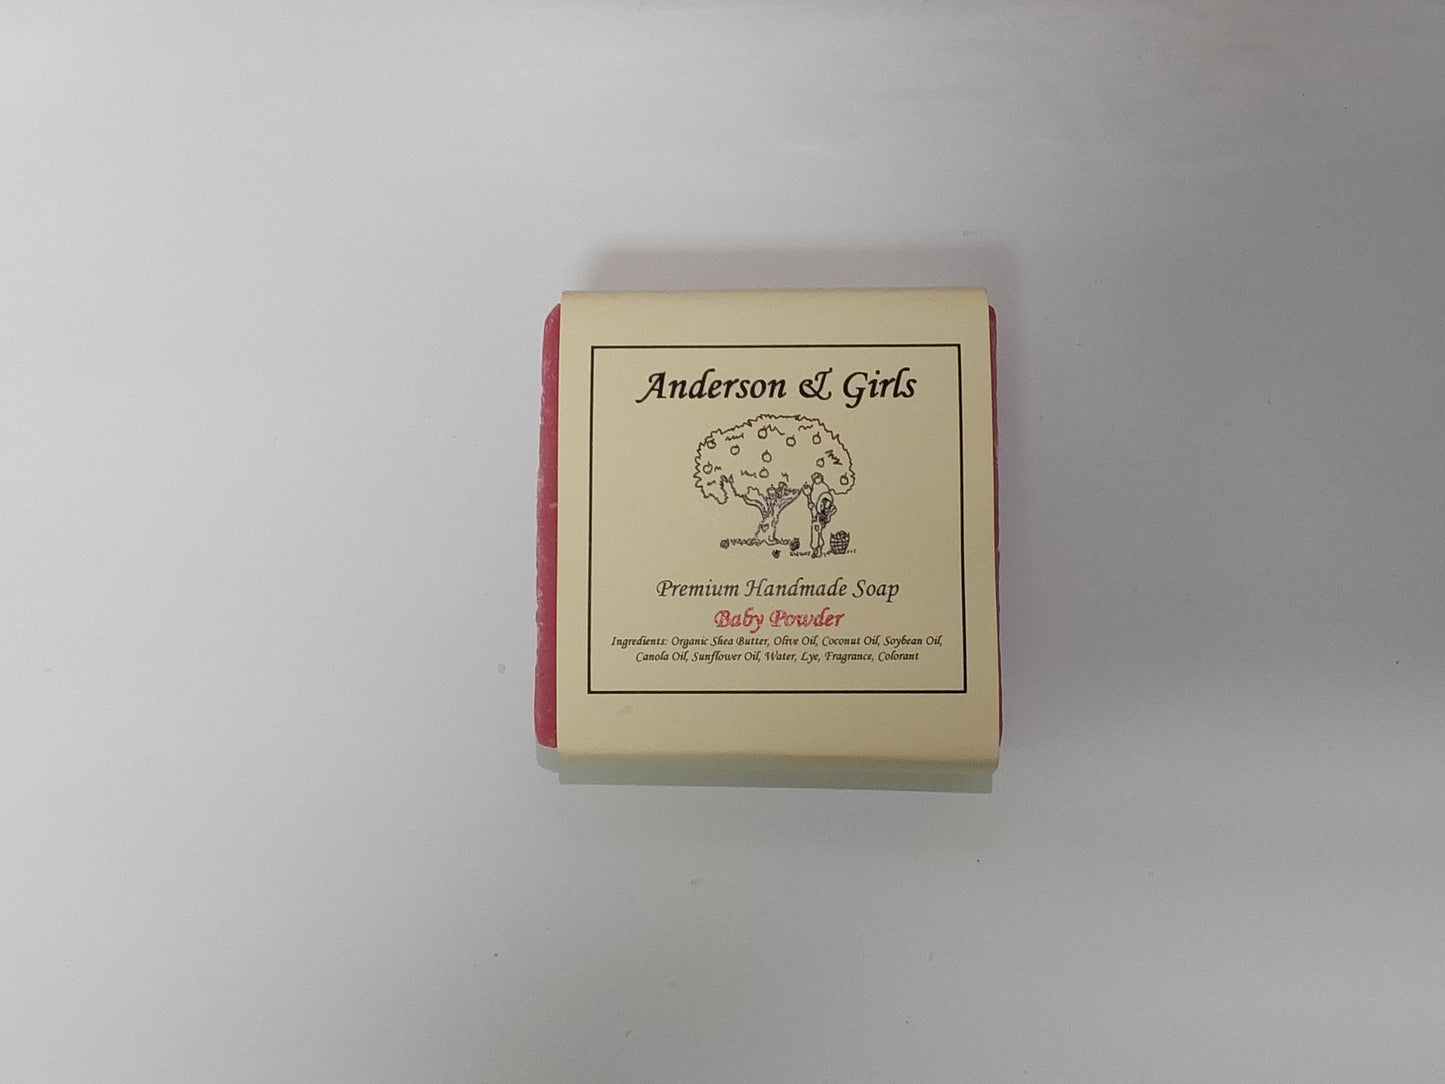 Anderson & Girls
Premium Handmade Soap
Baby Powder
Ingredients: Organic Shea Butter, Olive Oil, Coconut Oil, Soybean Oil,
Canola Oil, Sunflower Oil, Water, Lye, Fragrance, Colorant